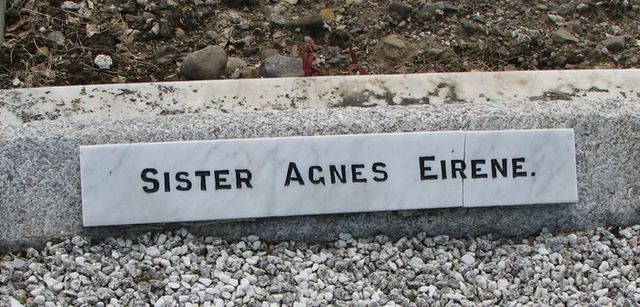 SISTER AGNES EIRENE.